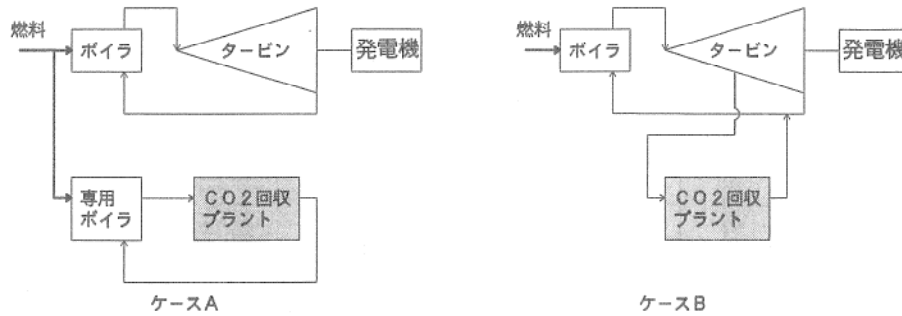 燃料
ボイラ
タービン
発電機
専用
ボイラ
CO2回収
プラント
ケースA
燃料
ボイラ
タービン
発電機
CO2回収
プラント
ケースB